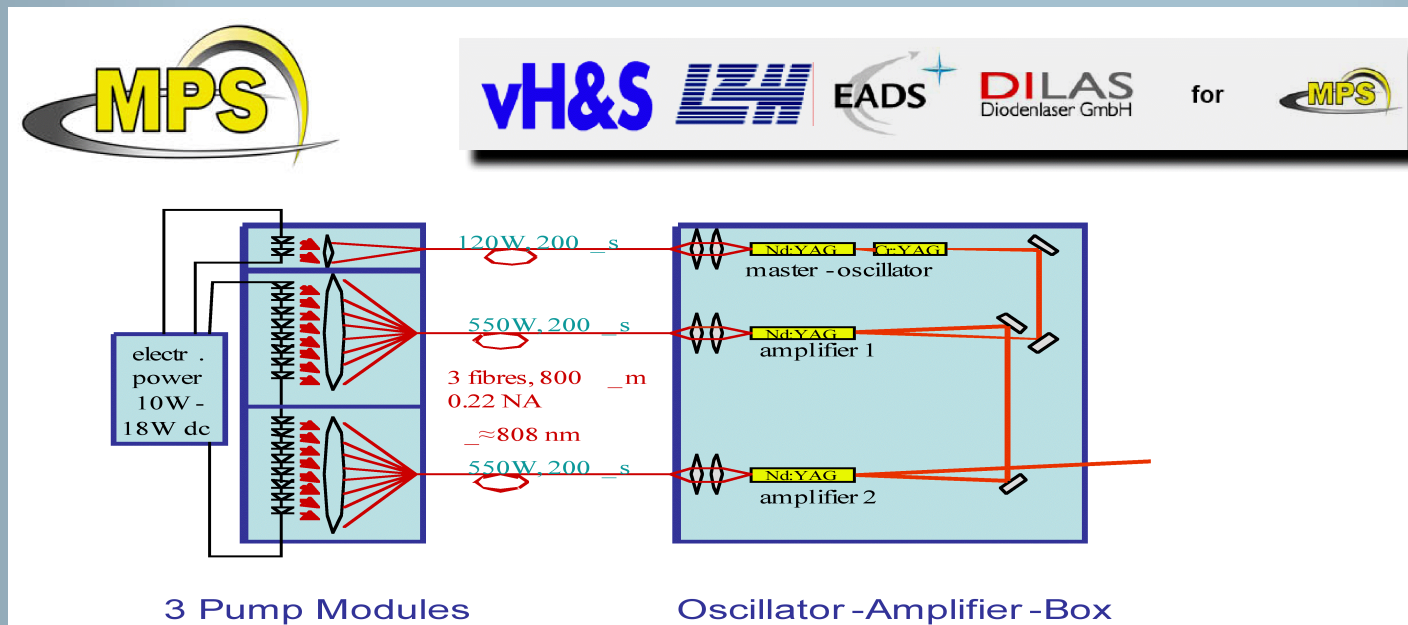 MPS
vH&S LZH EADS DILAS Diodenlaser GmbH for MPS
120W, 200 _s
Nd:YAG Cr:YAG
master - oscillator
550W, 200 _s
Nd:YAG
amplifier 1
electr .
power
10W -
18W dc
3 fibres, 800 _m
0.22 NA
_≈808 nm
550W, 200 _s
Nd:YAG
amplifier 2
3 Pump Modules
Oscillator -Amplifier -Box